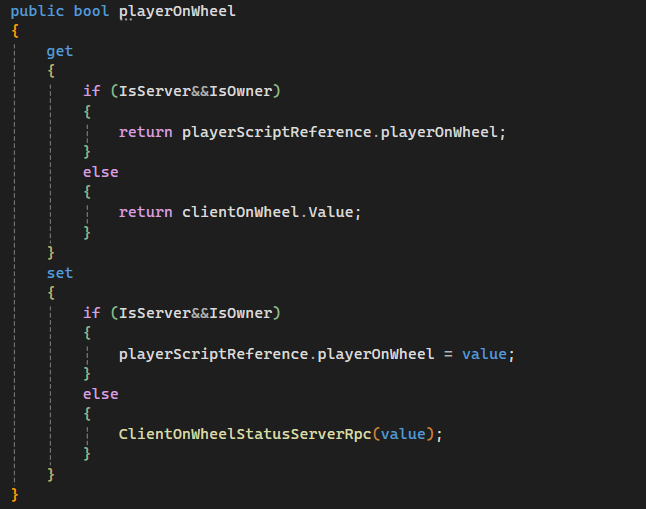 public bool playerOnWheel
{
get
{
if (IsServer&&IsOwner)
{
return playerScriptReference.playerOnWheel;
}
else
{
return clientOnWheel.Value;
}
}
set
{
if (IsServer&&IsOwner)
{
playerScriptReference.playerOnWheel = value;
}
else
{
ClientOnWheelStatusServerRpc(value);
}
}
}